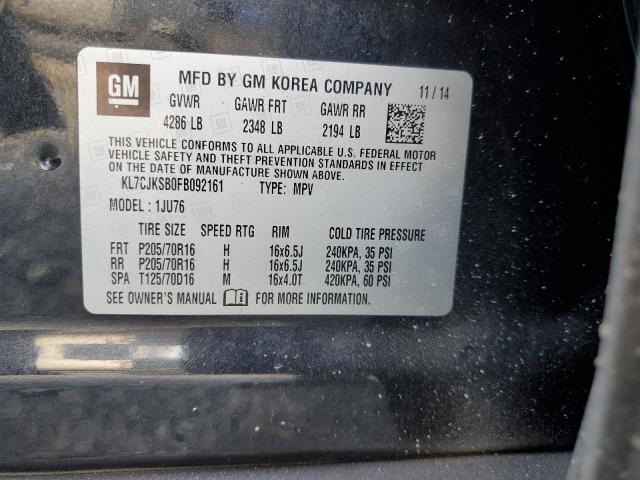 GM
MFD BY GM KOREA COMPANY 11 / 14
GVWR GAWR FRT GAWR RR
4286 LB 2348 LB 2194 LB
THIS VEHICLE CONFORMS TO ALL APPLICABLE U.S. FEDERAL MOTOR
VEHICLE SAFETY AND THEFT PREVENTION STANDARDS IN EFFECT
ON THE DATE OF MANUFACTURE SHOWN ABOVE.
KL7CJKSB0FB092161 TYPE: MPV
MODEL : 1JU76
TIRE SIZE SPEED RTG RIM COLD TIRE PRESSURE
FRT P205/70R16 H 16x6.5J 240KPA, 35 PSI
RR P205/70R16 H 16x6.5J 240KPA, 35 PSI
SPA T125/70D16 M 16x4.0T 420KPA, 60 PSI
SEE OWNER'S MANUAL FOR MORE INFORMATION.